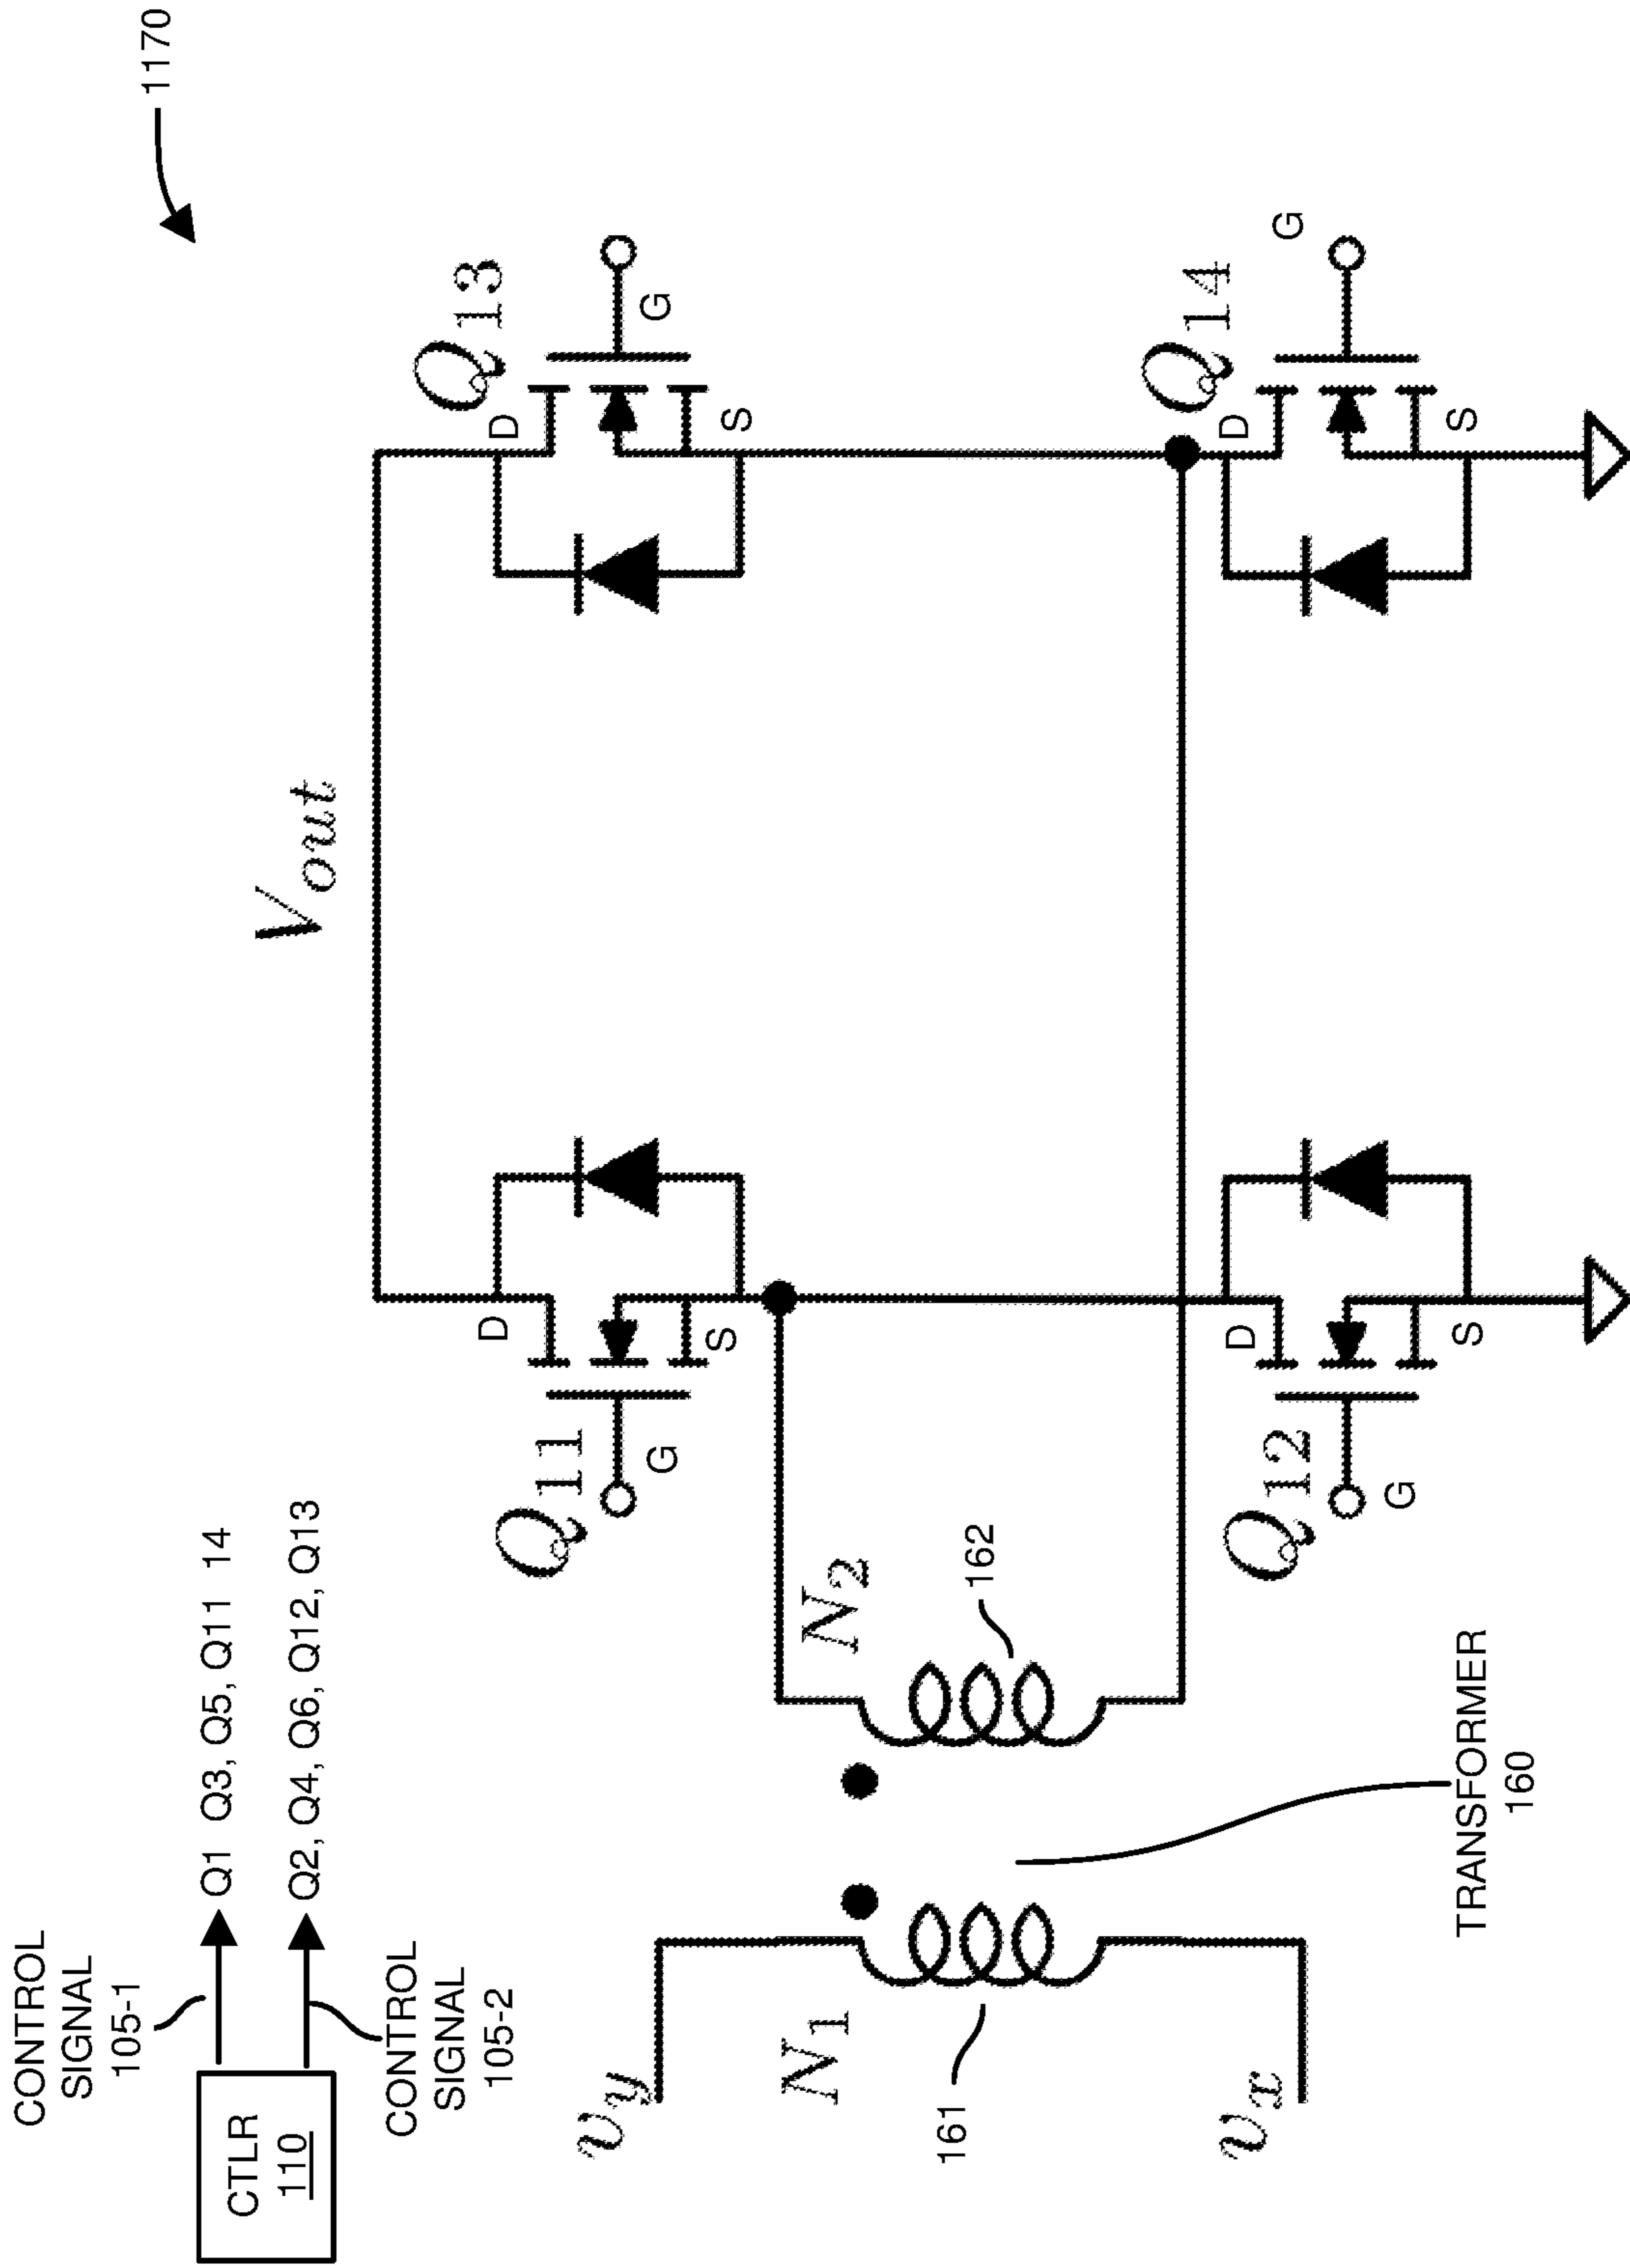 1170
CONTROL
SIGNAL
105-1
Q1 Q3, Q5, Q11 14
CTLR
110
Q2, Q4, Q6, Q12, Q13
CONTROL
SIGNAL
105-2
Vout
Q11
D
G
S
Q13
D
G
S
vy
N1
161
vx
N2
162
TRANSFORMER
160
Q12
D
G
S
Q14
D
G
S